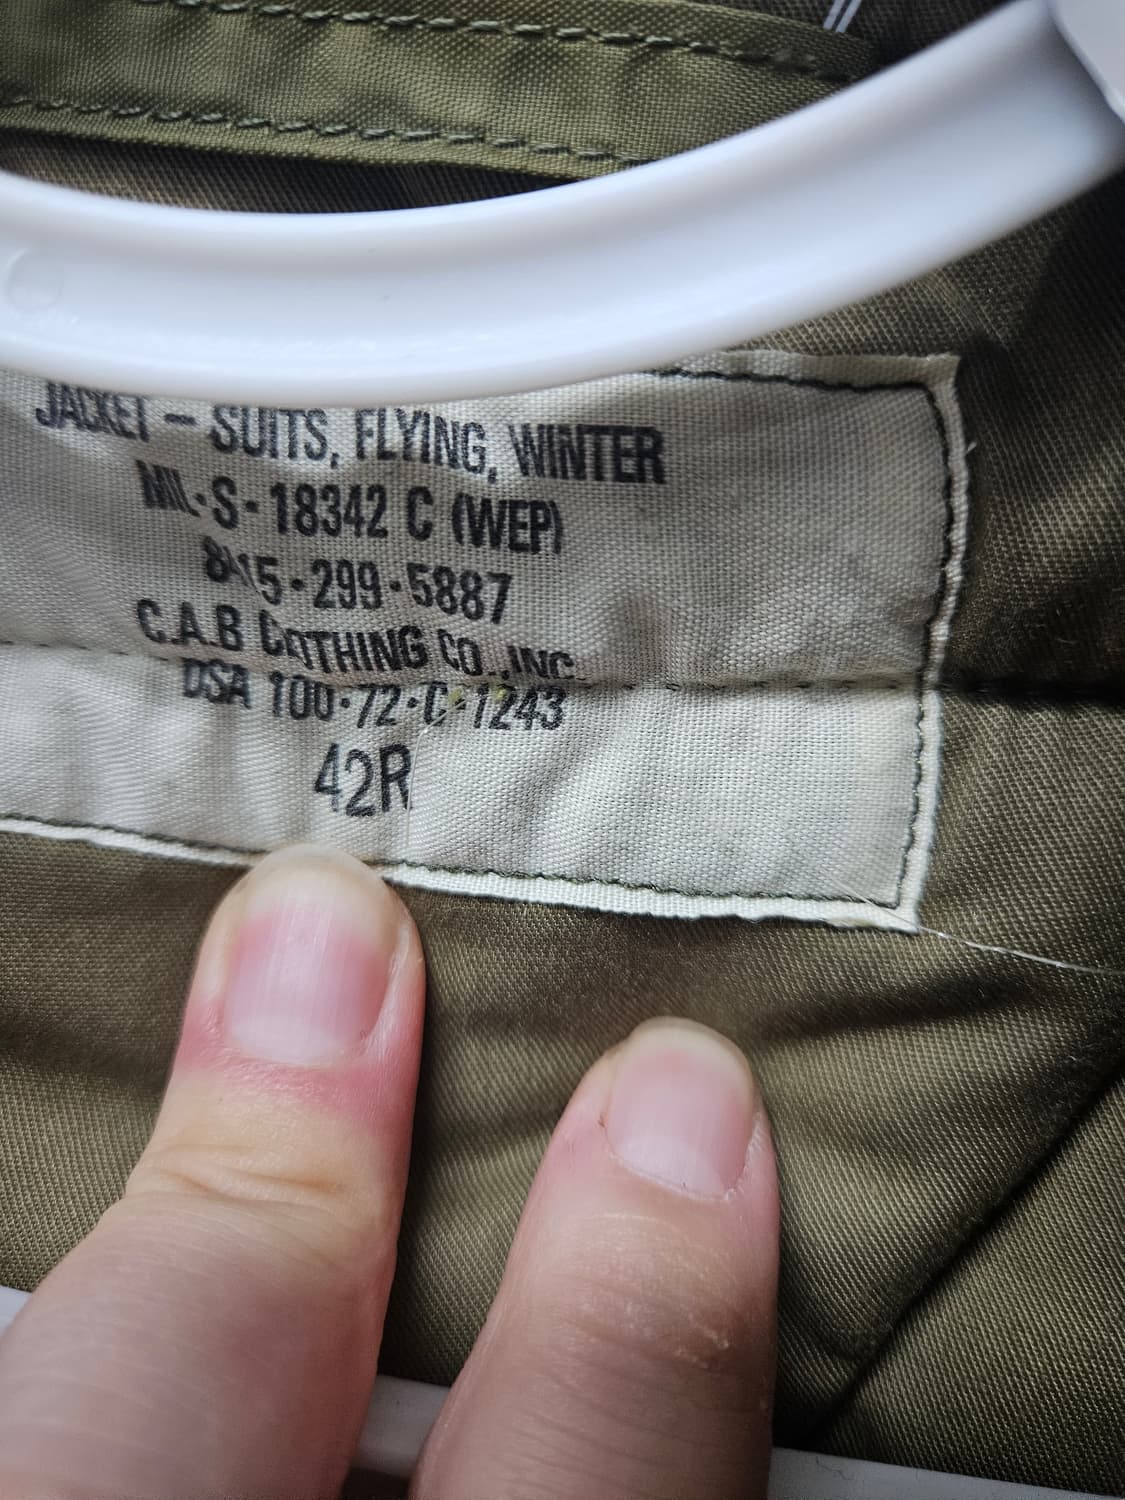 JACKET - SUITS, FLYING, WINTER
MIL-S-18342 C (WEP)
8415-299-5887
C.A.B CLOTHING CO., INC.
DSA 100-72-C-1243
42R